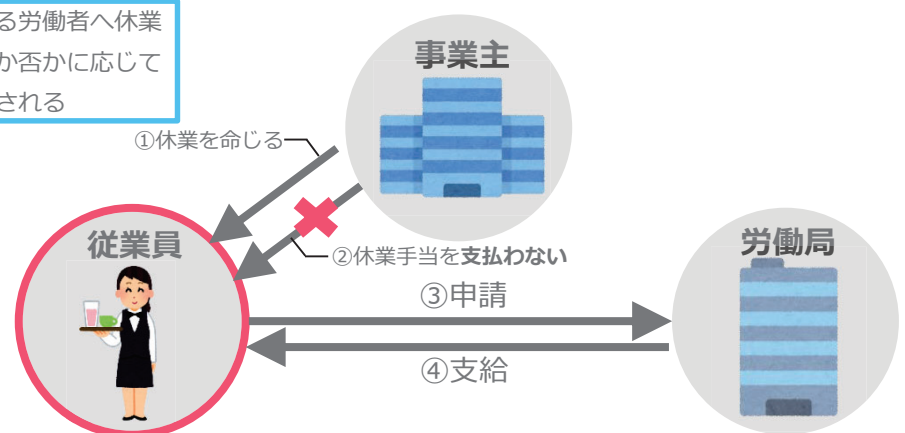 る労働者へ休業
か否かに応じて
される
事業主
①休業を命じる
従業員
②休業手当を支払わない
労働局
③申請
④支給